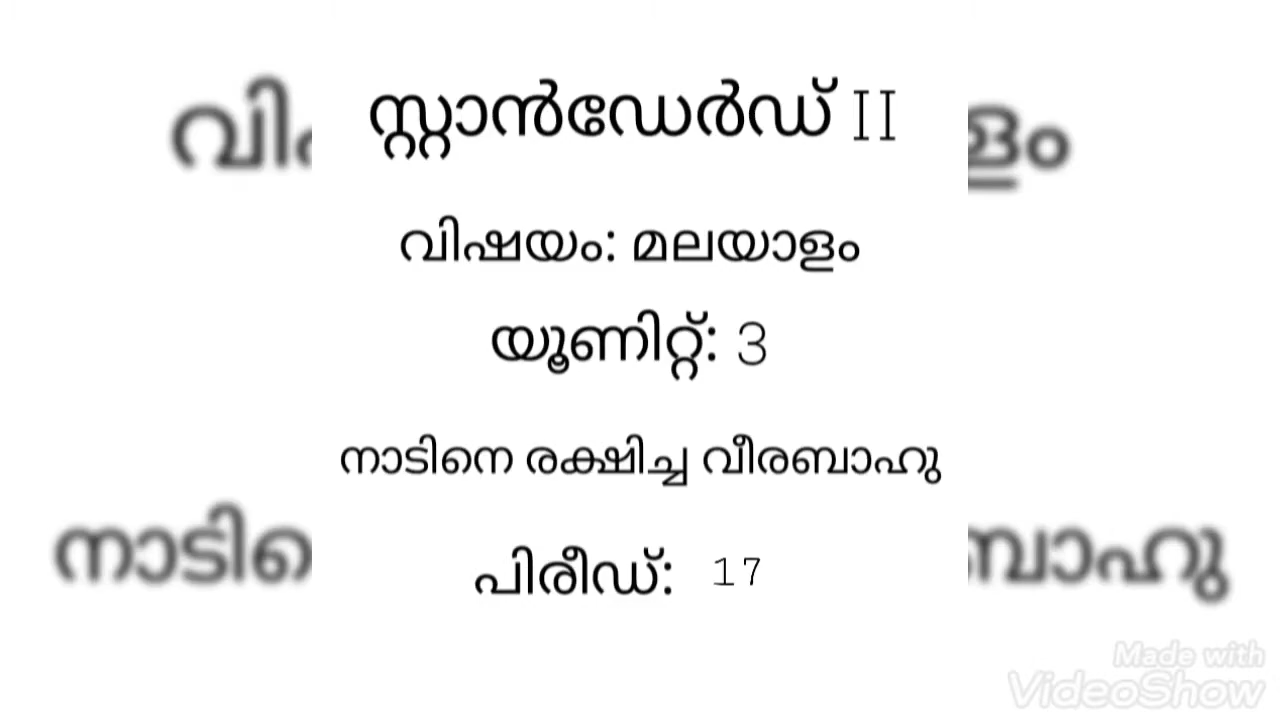 സ്റ്റാൻഡേർഡ് II
വിഷയം: മലയാളം
യൂണിറ്റ്: 3
നാടിനെ രക്ഷിച്ച വീരബാഹു
പിരീഡ്: 17
Made with
VideoShow